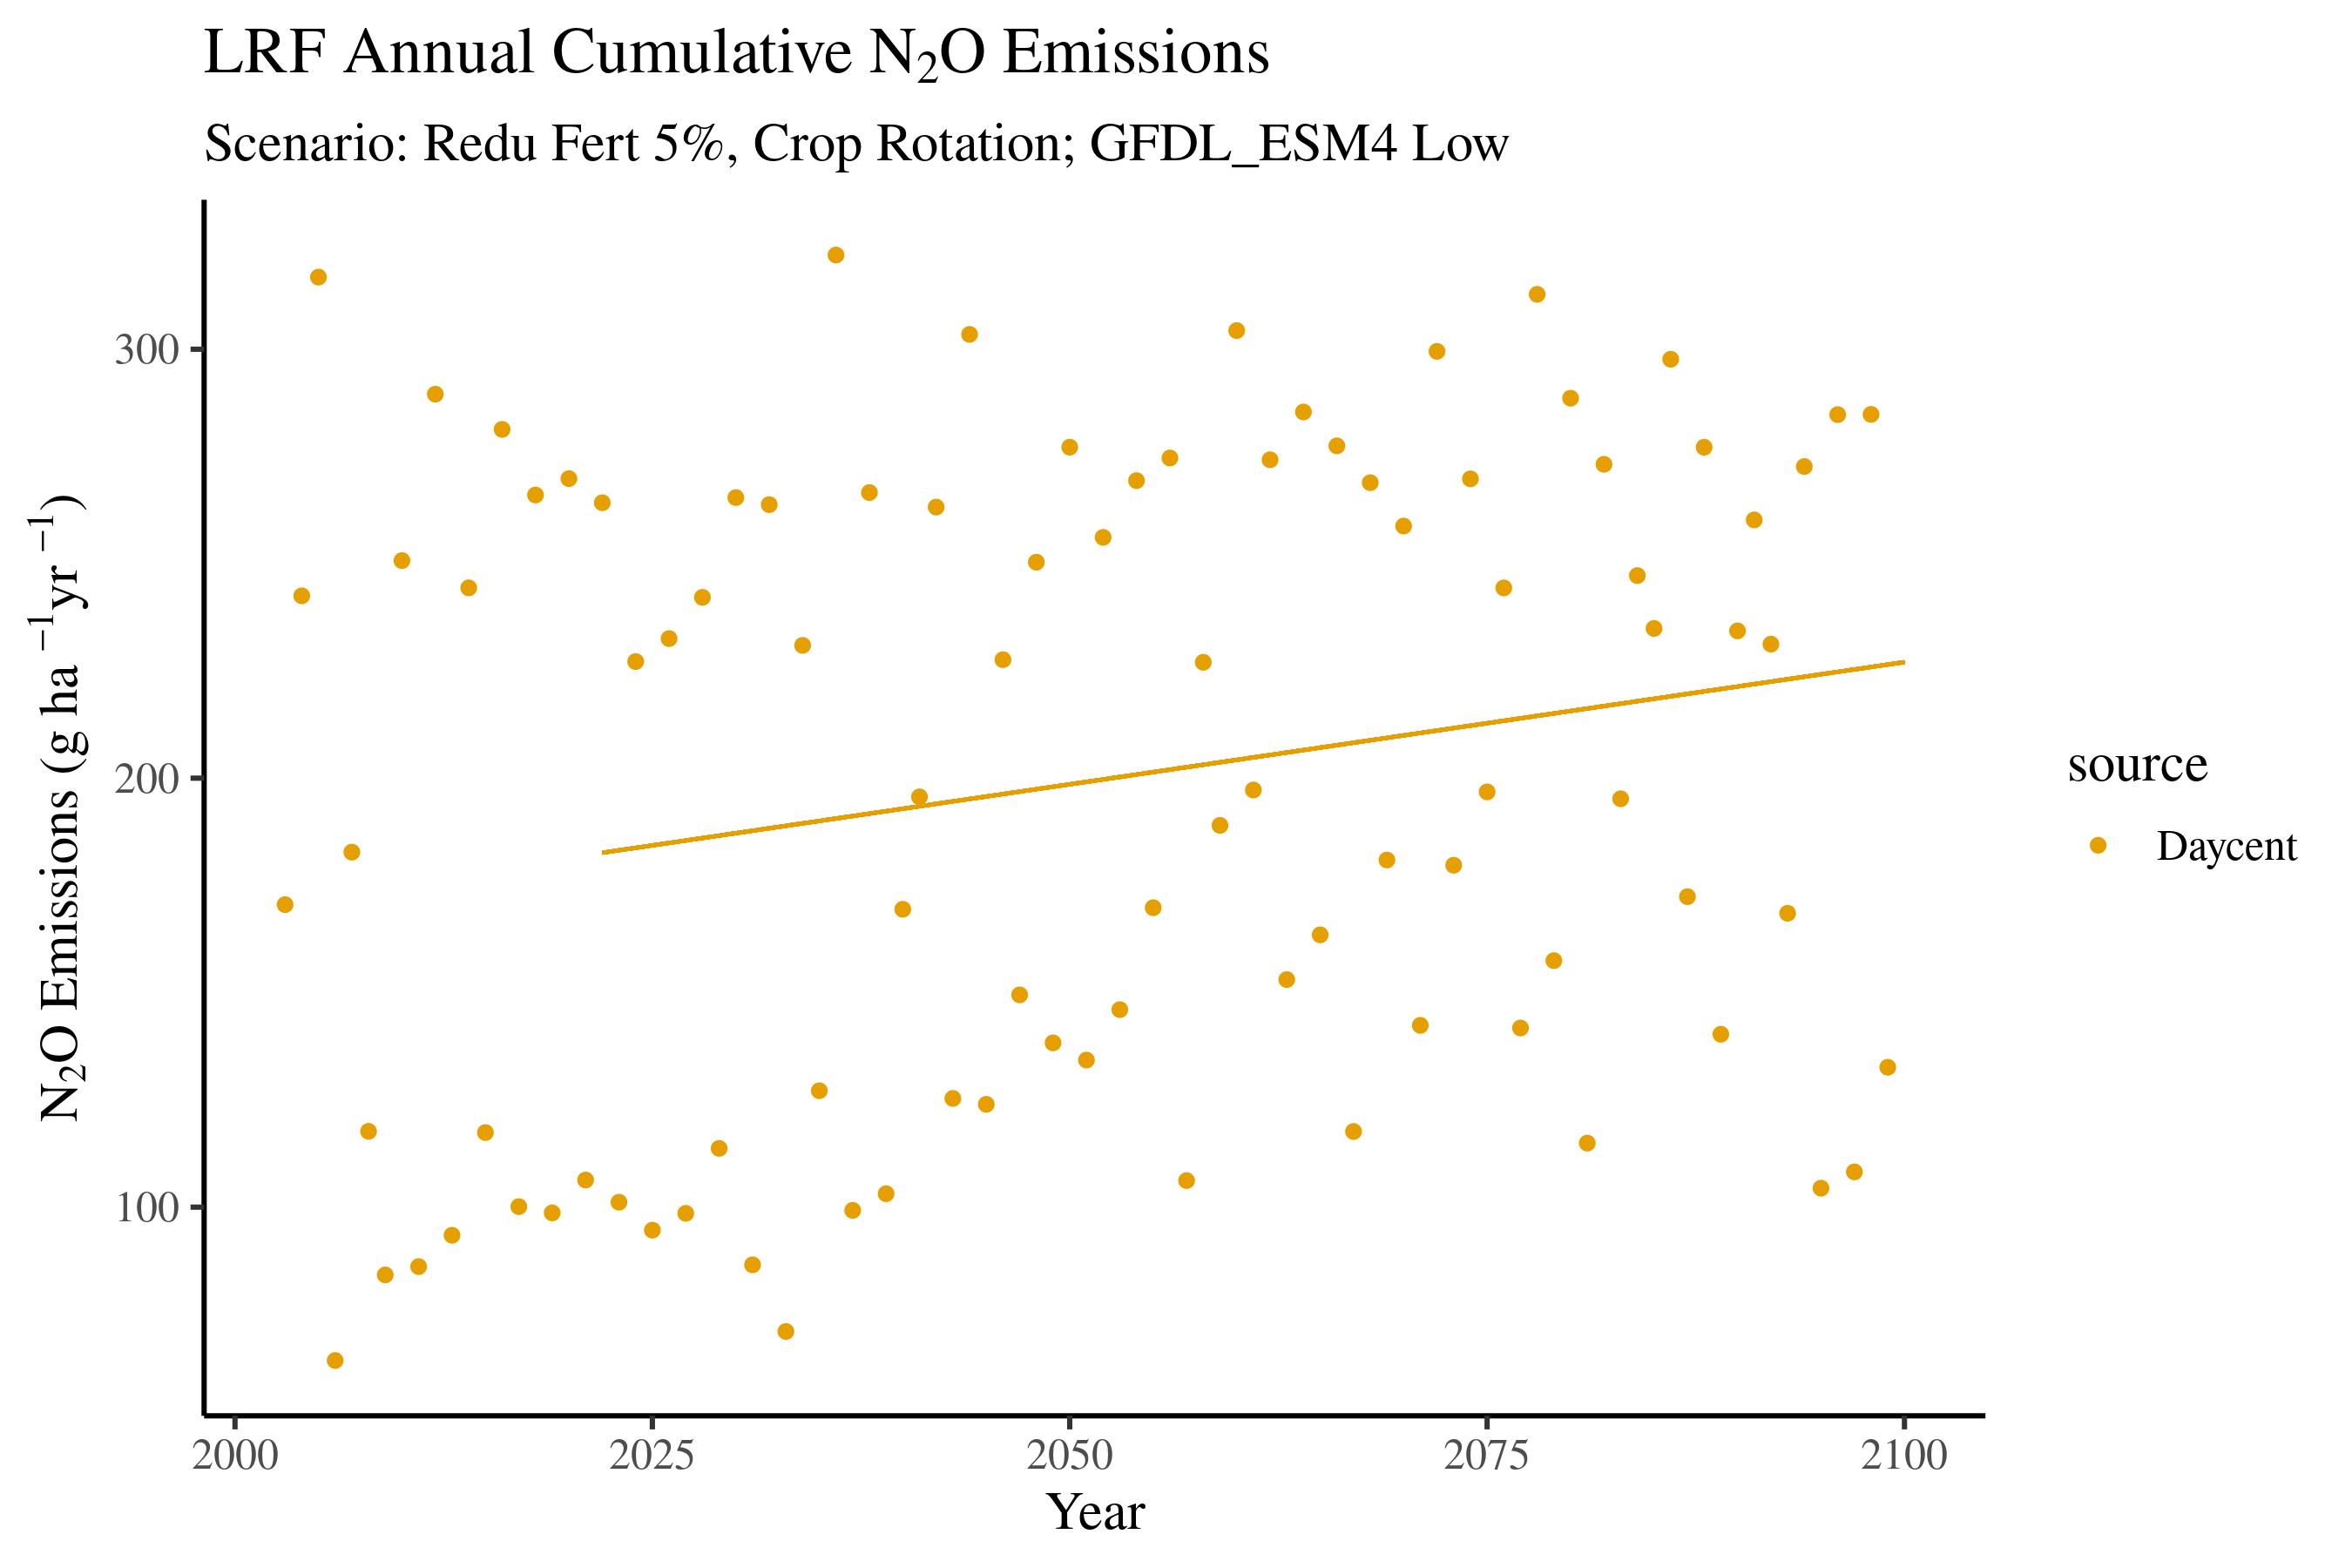 LRF Annual Cumulative N₂O Emissions
Scenario: Redu Fert 5%, Crop Rotation; GFDL_ESM4 Low
N₂O Emissions (g ha ⁻¹yr ⁻¹)
300
200
100
2000 2025 2050 2075 2100
Year
source
Daycent